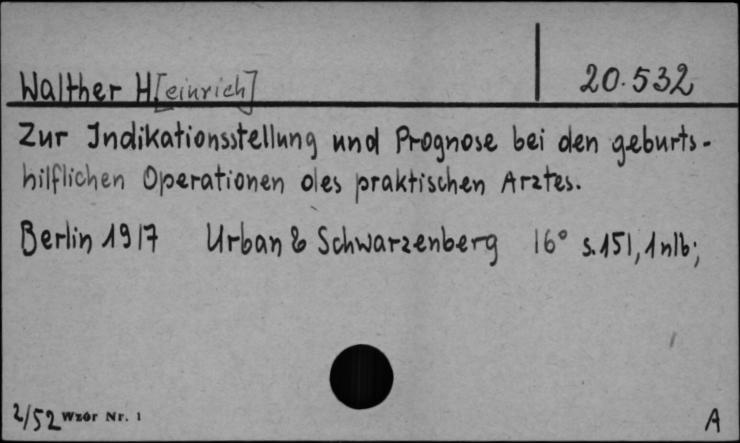 Walther H[einrich] 20.532
Zur Indikationsstellung und Prognose bei den geburts-
hilflichen Operationen des praktischen Arztes.
Berlin 1917 Urban & Schwarzenberg 16° s.151, 1 nlb;
2/52 Wzór Nr. 1 A